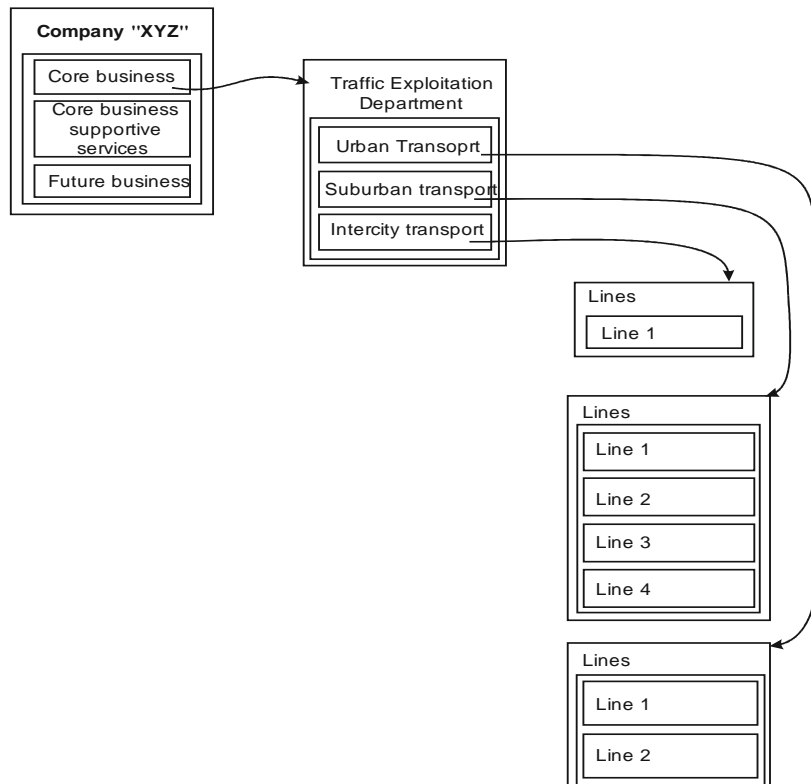 Company "XYZ"
Core business
Core business
supportive
services
Future business
Traffic Exploitation
Department
Urban Transoprt
Suburban transport
Intercity transport
Lines
Line 1
Lines
Line 1
Line 2
Line 3
Line 4
Lines
Line 1
Line 2